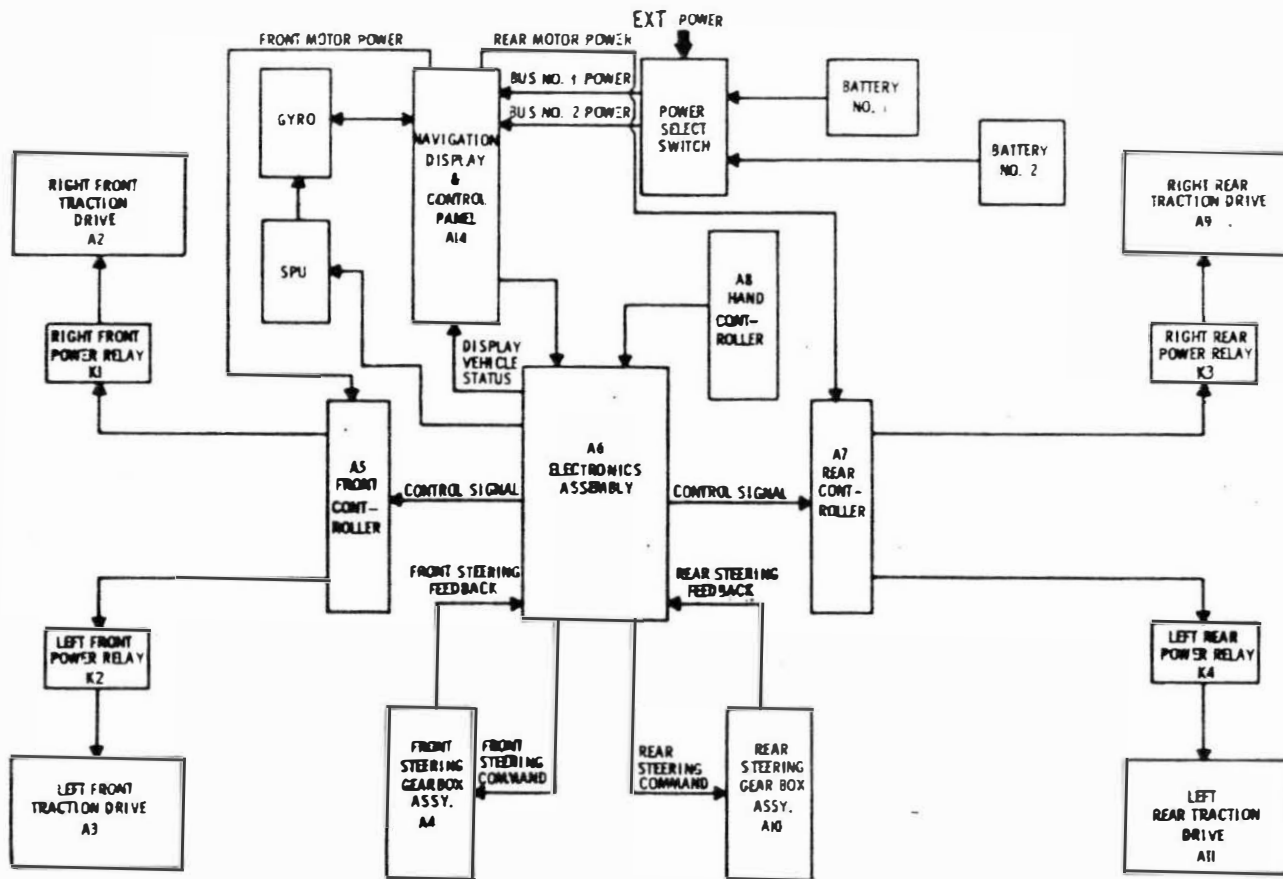 EXT POWER
FRONT MOTOR POWER
REAR MOTOR POWER
BUS NO. 1 POWER
BUS NO. 2 POWER
POWER
SELECT
SWITCH
BATTERY
NO. 1
BATTERY
NO. 2
GYRO
NAVIGATION
DISPLAY
&
CONTROL
PANEL
A14
SPU
RIGHT FRONT
TRACTION
DRIVE
A2
RIGHT REAR
TRACTION DRIVE
A9
A8
HAND
CONT-
ROLLER
RIGHT FRONT
POWER RELAY
K1
DISPLAY
VEHICLE
STATUS
RIGHT REAR
POWER RELAY
K3
A5
FRONT
CONT-
ROLLER
CONTROL SIGNAL
A6
ELECTRONICS
ASSEMBLY
CONTROL SIGNAL
A7
REAR
CONT-
ROLLER
FRONT STEERING
FEEDBACK
REAR STEERING
FEEDBACK
LEFT FRONT
POWER RELAY
K2
LEFT REAR
POWER RELAY
K4
LEFT FRONT
TRACTION DRIVE
A3
FRONT
STEERING
GEARBOX
ASSY.
A4
FRONT
STEERING
COMMAND
REAR
STEERING
COMMAND
REAR
STEERING
GEAR BOX
ASSY.
A10
LEFT
REAR TRACTION
DRIVE
A11